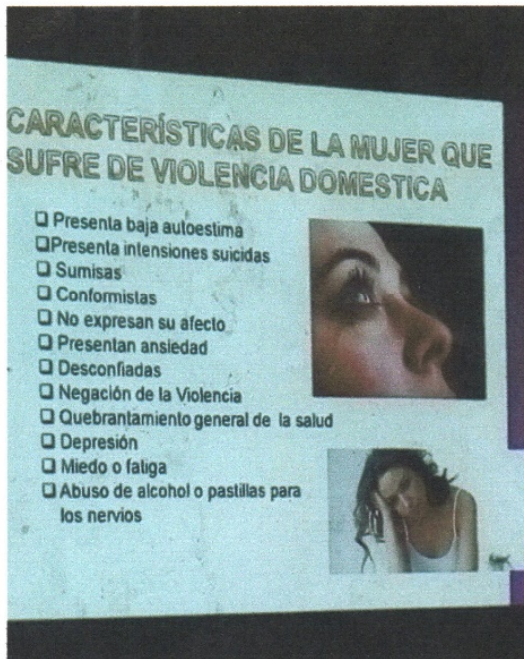 CARACTERÍSTICAS DE LA MUJER QUE
SUFRE DE VIOLENCIA DOMESTICA
❑ Presenta baja autoestima
❑Presenta intensiones suicidas
❑ Sumisas
❑ Conformistas
❑ No expresan su afecto
❑ Presentan ansiedad
❑ Desconfiadas
❑ Negación de la Violencia
❑ Quebrantamiento general de la salud
❑ Depresión
❑ Miedo o fatiga
❑ Abuso de alcohol o pastillas para
los nervios